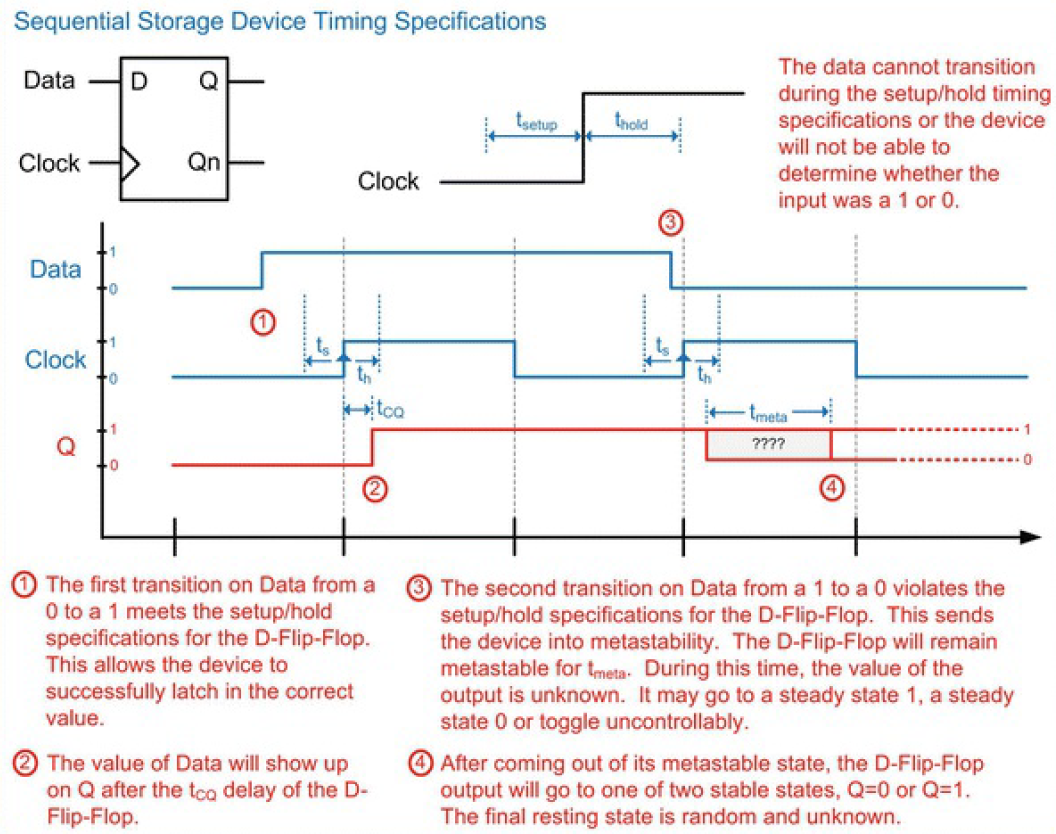 Sequential Storage Device Timing Specifications
Data
D
Q
Clock
Qn
tsetup
thold
Clock
The data cannot transition
during the setup/hold timing
specifications or the device
will not be able to
determine whether the
input was a 1 or 0.
3
Data
1
0
1
Clock
1
0
ts
th
ts
th
tCQ
tmeta
Q
1
0
????
1
0
2
4
1 The first transition on Data from a
0 to a 1 meets the setup/hold
specifications for the D-Flip-Flop.
This allows the device to
successfully latch in the correct
value.
2 The value of Data will show up
on Q after the tCQ delay of the D-
Flip-Flop.
3 The second transition on Data from a 1 to a 0 violates the
setup/hold specifications for the D-Flip-Flop. This sends
the device into metastability. The D-Flip-Flop will remain
metastable for tmeta. During this time, the value of the
output is unknown. It may go to a steady state 1, a steady
state 0 or toggle uncontrollably.
4 After coming out of its metastable state, the D-Flip-Flop
output will go to one of two stable states, Q=0 or Q=1.
The final resting state is random and unknown.